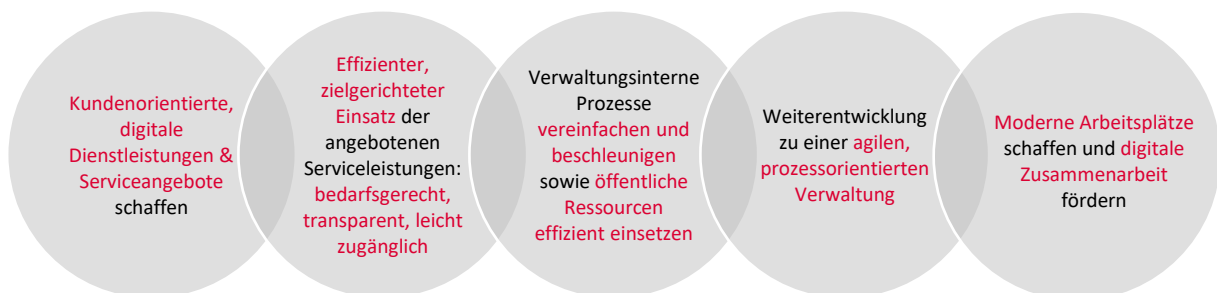 Kundenorientierte,
digitale
Dienstleistungen &
Serviceangebote
schaffen
Effizienter,
zielgerichteter
Einsatz der
angebotenen
Serviceleistungen:
bedarfsgerecht,
transparent, leicht
zugänglich
Verwaltungsinterne
Prozesse
vereinfachen und
beschleunigen
sowie öffentliche
Ressourcen
effizient einsetzen
Weiterentwicklung
zu einer agilen,
prozessorientierten
Verwaltung
Moderne Arbeitsplätze
schaffen und digitale
Zusammenarbeit
fördern